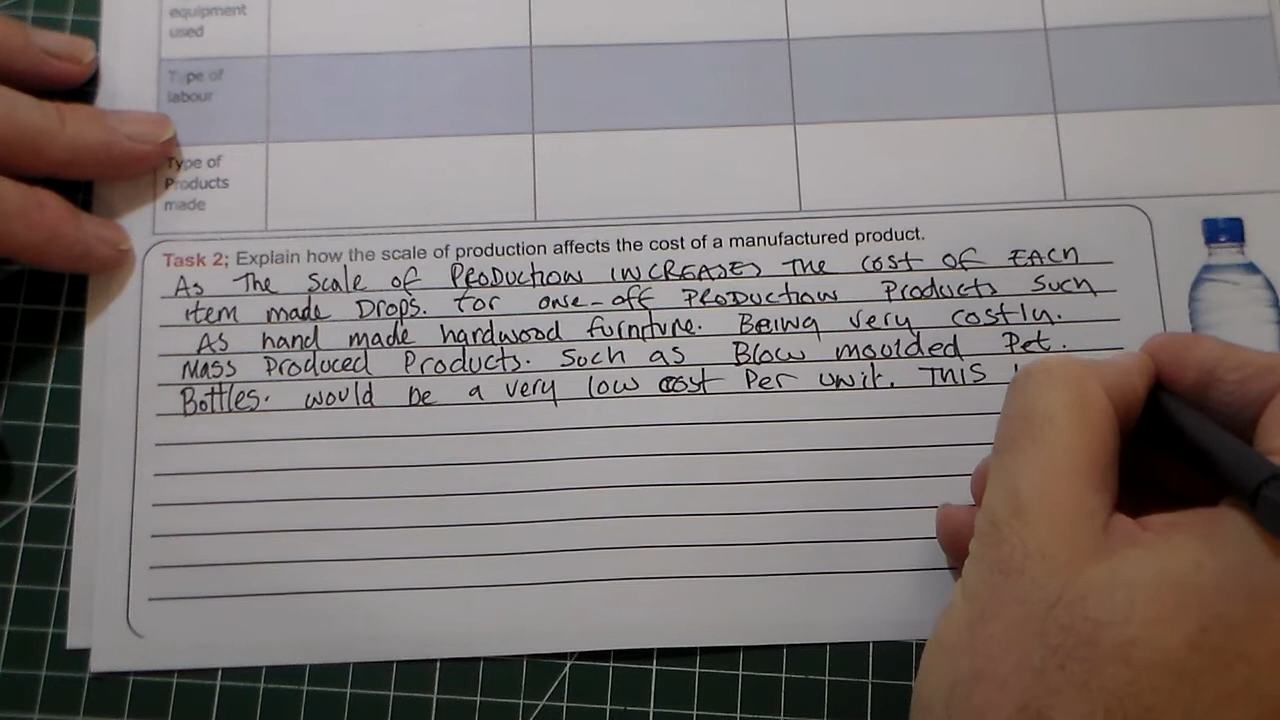 equipment
used
Type of
labour
Type of
Products
made
Task 2; Explain how the scale of production affects the cost of a manufactured product.
As The Scale of PRODUCTION INCREASES The cost of EACH
item made Drops. for one-off PRODUCTION Products Such
As hand made hardwood furniture. Being very costly.
Mass Produced Products. Such as Blow moulded Pet.
Bottles. would be a very low cost Per unit. THIS